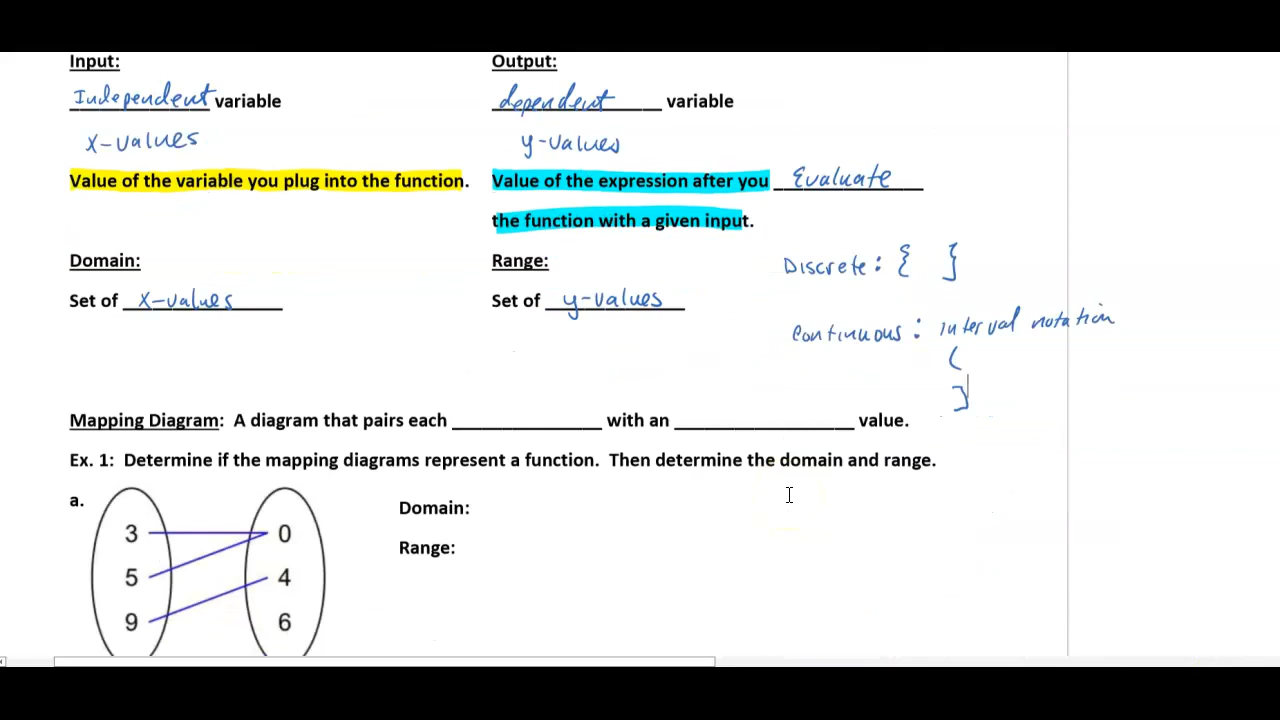 Input: Output:
Independent variable dependent variable
x-values y-values
Value of the variable you plug into the function. Value of the expression after you Evaluate
the function with a given input.
Domain: Range: Discrete: { }
Set of x-values Set of y-values
Continuous: interval notation
(
]
Mapping Diagram: A diagram that pairs each ____________ with an ______________ value.
Ex. 1: Determine if the mapping diagrams represent a function. Then determine the domain and range.
a. Domain:
3 0
Range:
5 4
9 6